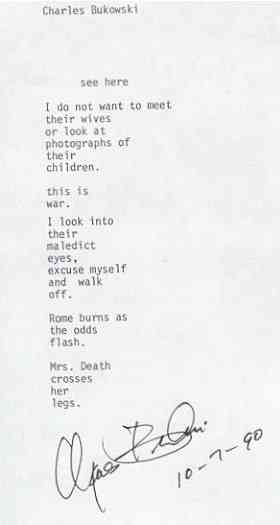 Charles Bukowski
see here
I do not want to meet
their wives
or look at
photographs of
their
children.
this is
war.
I look into
their
maledict
eyes,
excuse myself
and walk
off.
Rome burns as
the odds
flash.
Mrs. Death
crosses
her
legs.
10-7-90